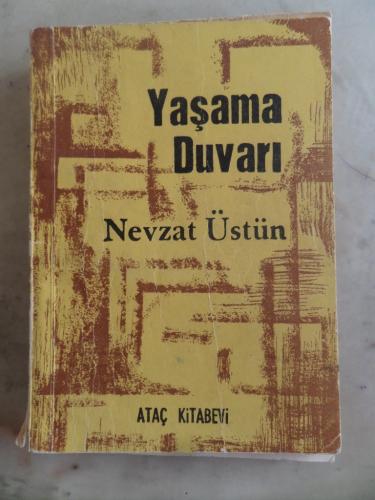 Yaşama
Duvarı
Nevzat Üstün
ATAÇ KİTABEVİ